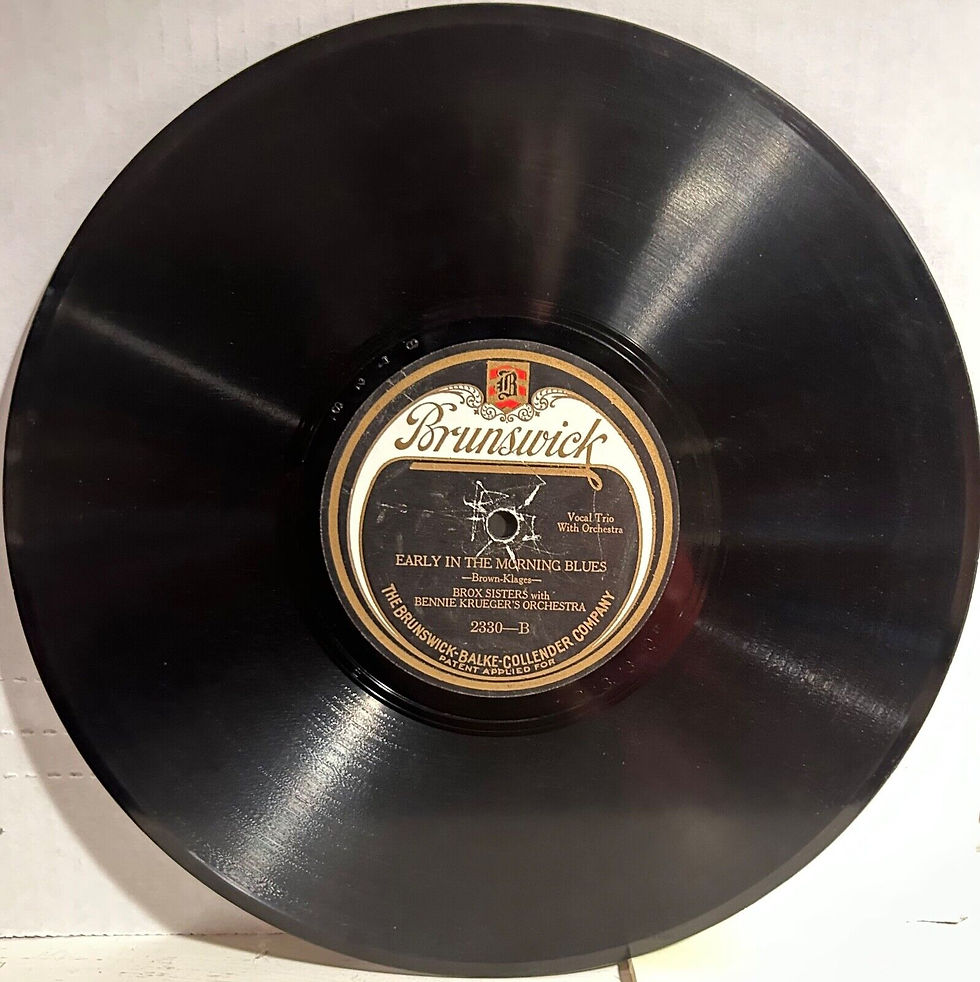 B
Brunswick
Vocal Trio
With Orchestra
EARLY IN THE MORNING BLUES
—Brown-Klages—
BROX SISTERS with
BENNIE KRUEGER'S ORCHESTRA
2330—B
THE BRUNSWICK-BALKE-COLLENDER COMPANY
PATENT APPLIED FOR